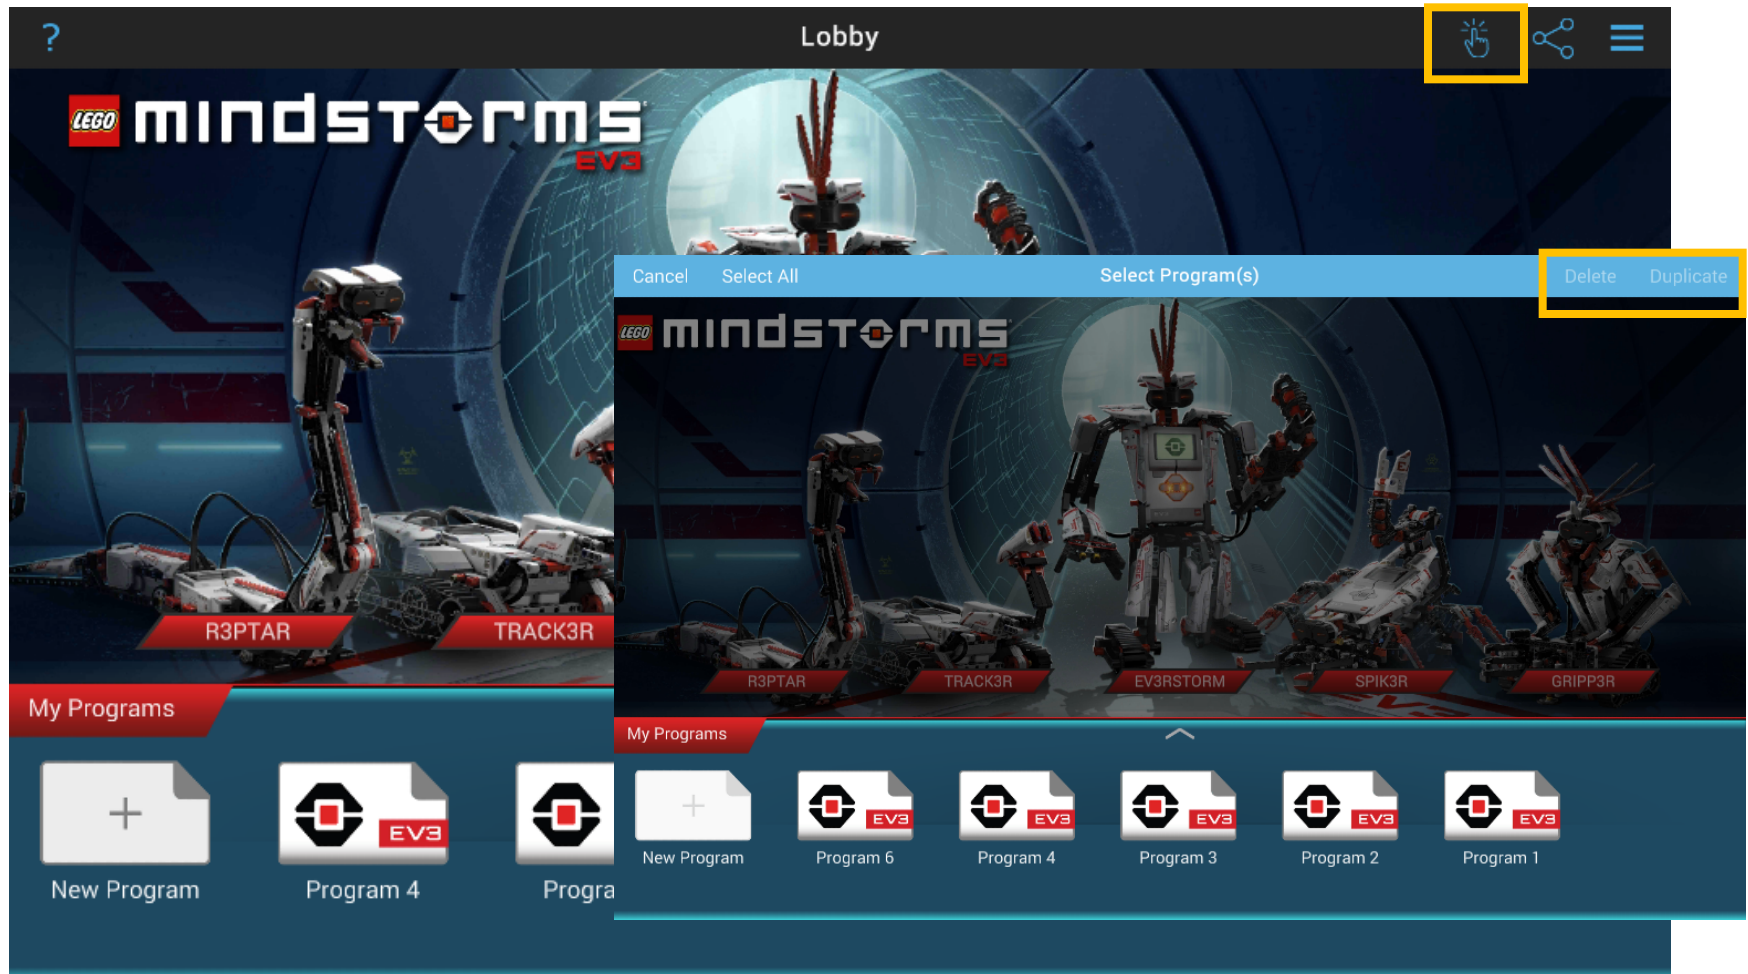 ?
Lobby
LEGO mindstorms
EV3
R3PTAR
TRACK3R
My Programs
EV3
New Program
Program 4
Progra
Cancel
Select All
Select Program(s)
Delete
Duplicate
LEGO mindstorms
EV3
R3PTAR
TRACK3R
EV3RSTORM
SPIK3R
GRIPP3R
EV3
My Programs
EV3
EV3
EV3
EV3
EV3
New Program
Program 6
Program 4
Program 3
Program 2
Program 1